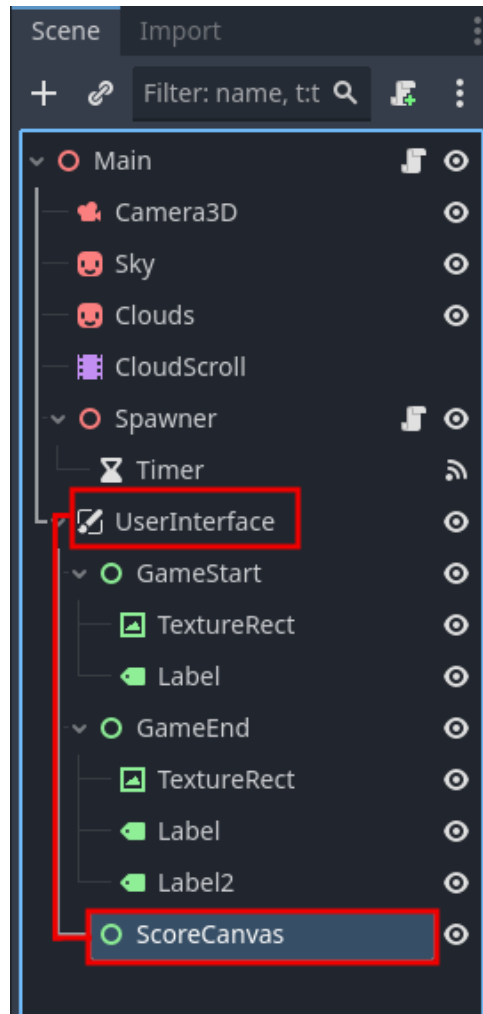 Scene Import
Filter: name, t:t
Main
Camera3D
Sky
Clouds
CloudScroll
Spawner
Timer
UserInterface
GameStart
TextureRect
Label
GameEnd
TextureRect
Label
Label2
ScoreCanvas